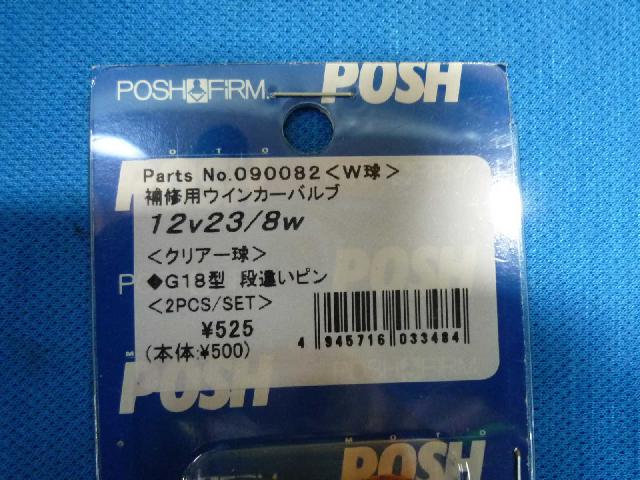 POSH FiRM.
POSH
M O T O
Parts No.090082<W球>
補修用ウインカーバルブ
12v23/8w
<クリアー球>
◆G18型 段違いピン
<2PCS/SET>
¥525
(本体:¥500)
4 945716 033484
POSH FiRM
POSH
M O T O
POSH